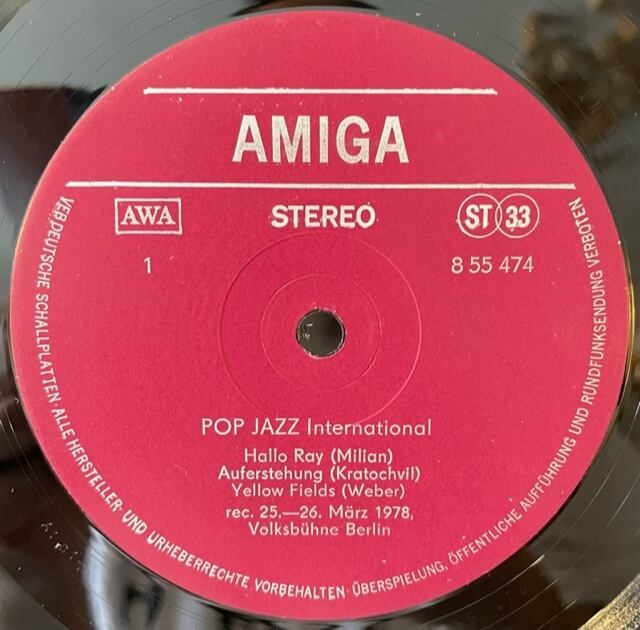 AMIGA
AWA
STEREO
ST 33
1
8 55 474
POP JAZZ International
Hallo Ray (Milian)
Auferstehung (Kratochvil)
Yellow Fields (Weber)
rec. 25.—26. März 1978,
Volksbühne Berlin
VEB DEUTSCHE SCHALLPLATTEN · ALLE HERSTELLER- UND URHEBERRECHTE VORBEHALTEN · ÜBERSPIELUNG, ÖFFENTLICHE AUFFÜHRUNG UND RUNDFUNKSENDUNG VERBOTEN